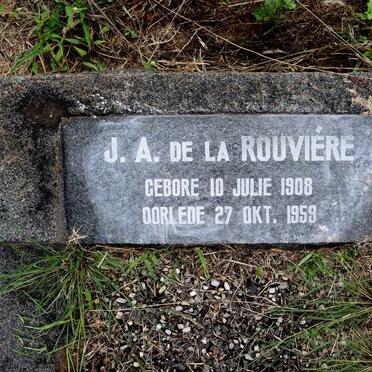 J. A. DE LA ROUVIÉRE
GEBORE 10 JULIE 1908
OORLEDE 27 OKT. 1959